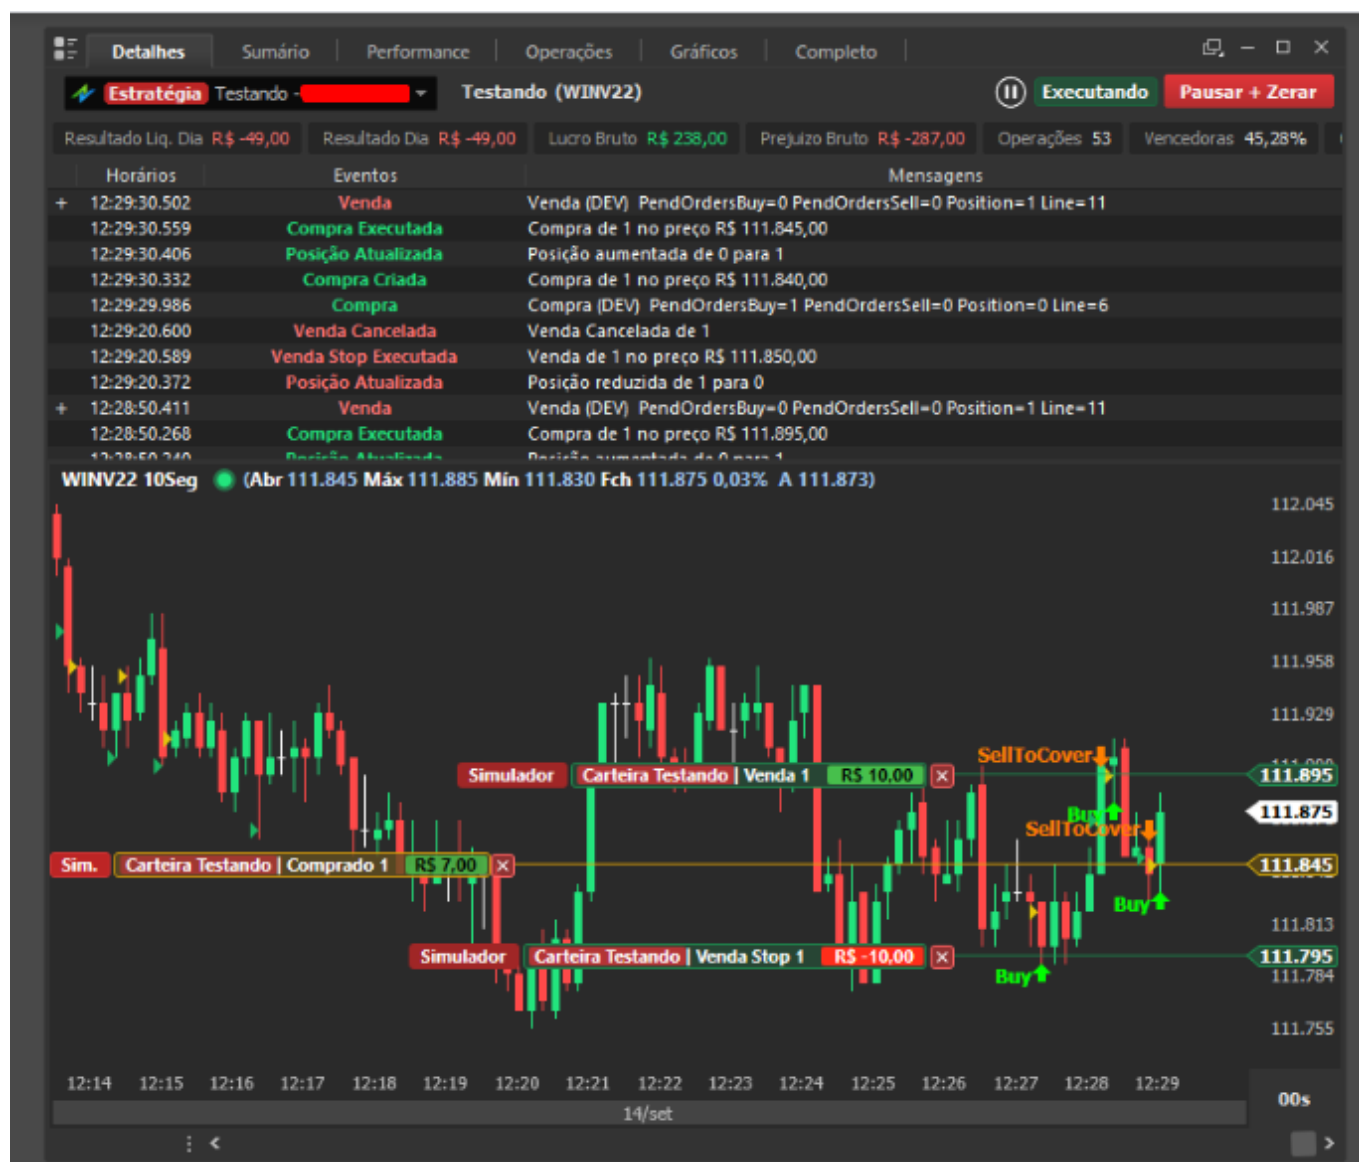 Detalhes Sumário Performance Operações Gráficos Completo
Estratégia Testando - Testando (WINV22) Executando Pausar + Zerar
Resultado Liq. Dia R$ -49,00 Resultado Dia R$ -49,00 Lucro Bruto R$ 238,00 Prejuizo Bruto R$ -287,00 Operações 53 Vencedoras 45,28%
Horários Eventos Mensagens
+ 12:29:30.502 Venda Venda (DEV) PendOrdersBuy=0 PendOrdersSell=0 Position=1 Line=11
12:29:30.559 Compra Executada Compra de 1 no preço R$ 111.845,00
12:29:30.406 Posição Atualizada Posição aumentada de 0 para 1
12:29:30.332 Compra Criada Compra de 1 no preço R$ 111.840,00
12:29:29.986 Compra Compra (DEV) PendOrdersBuy=1 PendOrdersSell=0 Position=0 Line=6
12:29:20.600 Venda Cancelada Venda Cancelada de 1
12:29:20.589 Venda Stop Executada Venda de 1 no preço R$ 111.850,00
12:29:20.372 Posição Atualizada Posição reduzida de 1 para 0
+ 12:28:50.411 Venda Venda (DEV) PendOrdersBuy=0 PendOrdersSell=0 Position=1 Line=11
12:28:50.268 Compra Executada Compra de 1 no preço R$ 111.895,00
12:28:50.240 Posição Atualizada Posição aumentada de 0 para 1
WINV22 10Seg (Abr 111.845 Máx 111.885 Mín 111.830 Fch 111.875 0,03% A 111.873)
112.045
112.016
111.987
111.958
111.929
SellToCover
Simulador Carteira Testando | Venda 1 R$ 10,00 111.895
Buy 111.875
SellToCover
Sim. Carteira Testando | Comprado 1 R$ 7,00 111.845
Buy
111.813
Simulador Carteira Testando | Venda Stop 1 R$ -10,00 111.795
Buy 111.784
111.755
12:14 12:15 12:16 12:17 12:18 12:19 12:20 12:21 12:22 12:23 12:24 12:25 12:26 12:27 12:28 12:29
00s
14/set